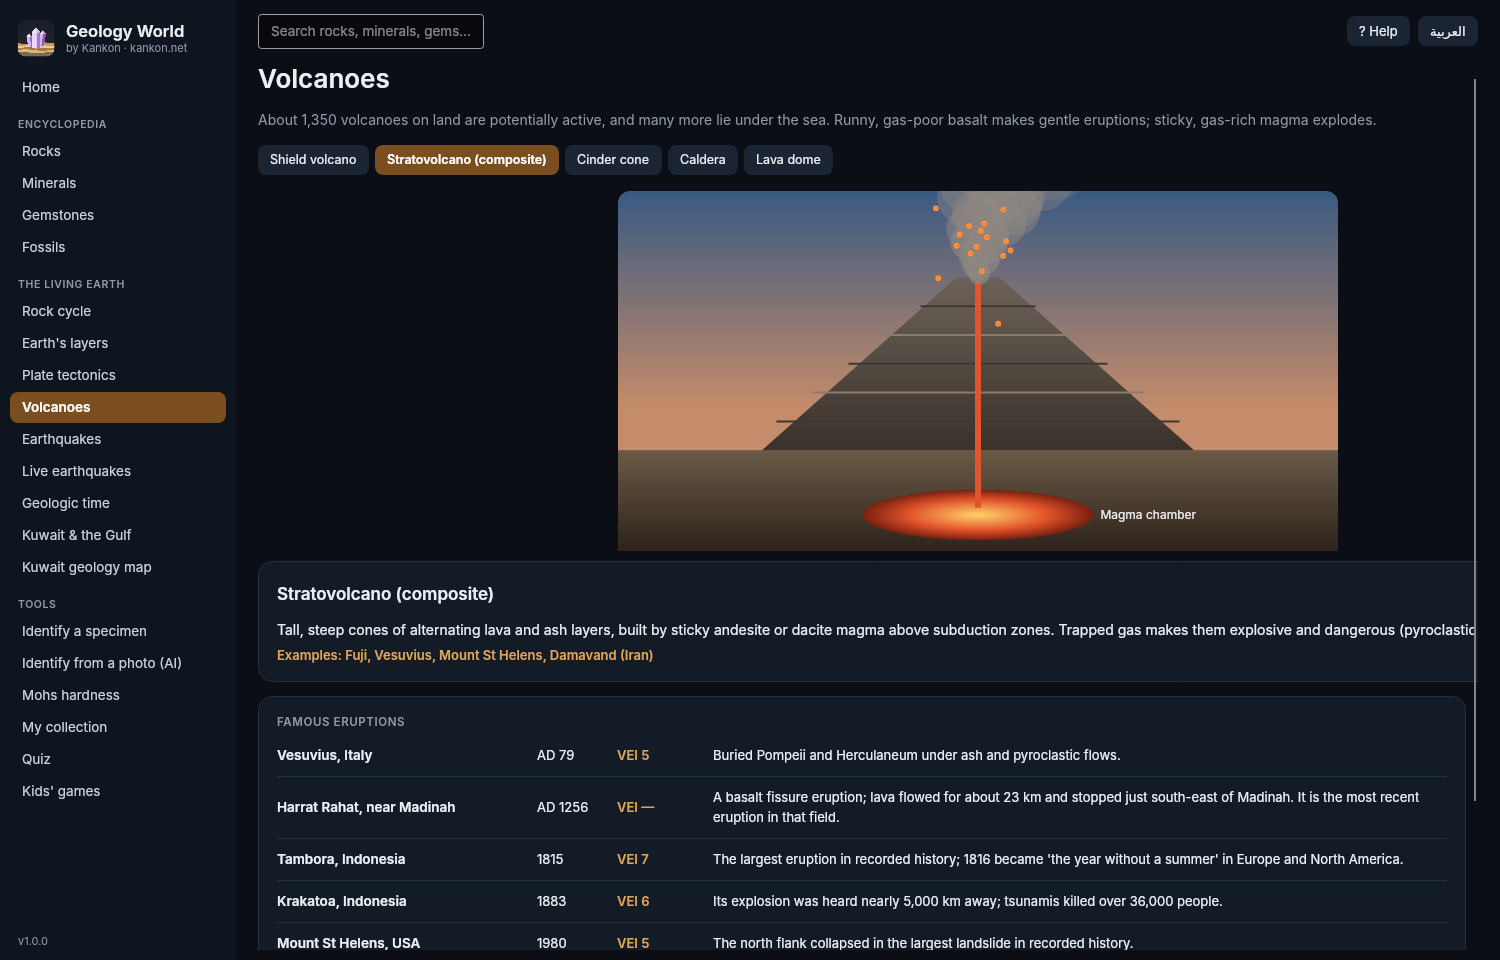 Geology World
by Kankon · kankon.net
Home
ENCYCLOPEDIA
Rocks
Minerals
Gemstones
Fossils
THE LIVING EARTH
Rock cycle
Earth's layers
Plate tectonics
Volcanoes
Earthquakes
Live earthquakes
Geologic time
Kuwait & the Gulf
Kuwait geology map
TOOLS
Identify a specimen
Identify from a photo (AI)
Mohs hardness
My collection
Quiz
Kids' games
v1.0.0
Search rocks, minerals, gems...
? Help
العربية
Volcanoes
About 1,350 volcanoes on land are potentially active, and many more lie under the sea. Runny, gas-poor basalt makes gentle eruptions; sticky, gas-rich magma explodes.
Shield volcano
Stratovolcano (composite)
Cinder cone
Caldera
Lava dome
Magma chamber
Stratovolcano (composite)
Tall, steep cones of alternating lava and ash layers, built by sticky andesite or dacite magma above subduction zones. Trapped gas makes them explosive and dangerous (pyroclastic
Examples: Fuji, Vesuvius, Mount St Helens, Damavand (Iran)
FAMOUS ERUPTIONS
Vesuvius, Italy AD 79 VEI 5 Buried Pompeii and Herculaneum under ash and pyroclastic flows.
Harrat Rahat, near Madinah AD 1256 VEI — A basalt fissure eruption; lava flowed for about 23 km and stopped just south-east of Madinah. It is the most recent
eruption in that field.
Tambora, Indonesia 1815 VEI 7 The largest eruption in recorded history; 1816 became 'the year without a summer' in Europe and North America.
Krakatoa, Indonesia 1883 VEI 6 Its explosion was heard nearly 5,000 km away; tsunamis killed over 36,000 people.
Mount St Helens, USA 1980 VEI 5 The north flank collapsed in the largest landslide in recorded history.